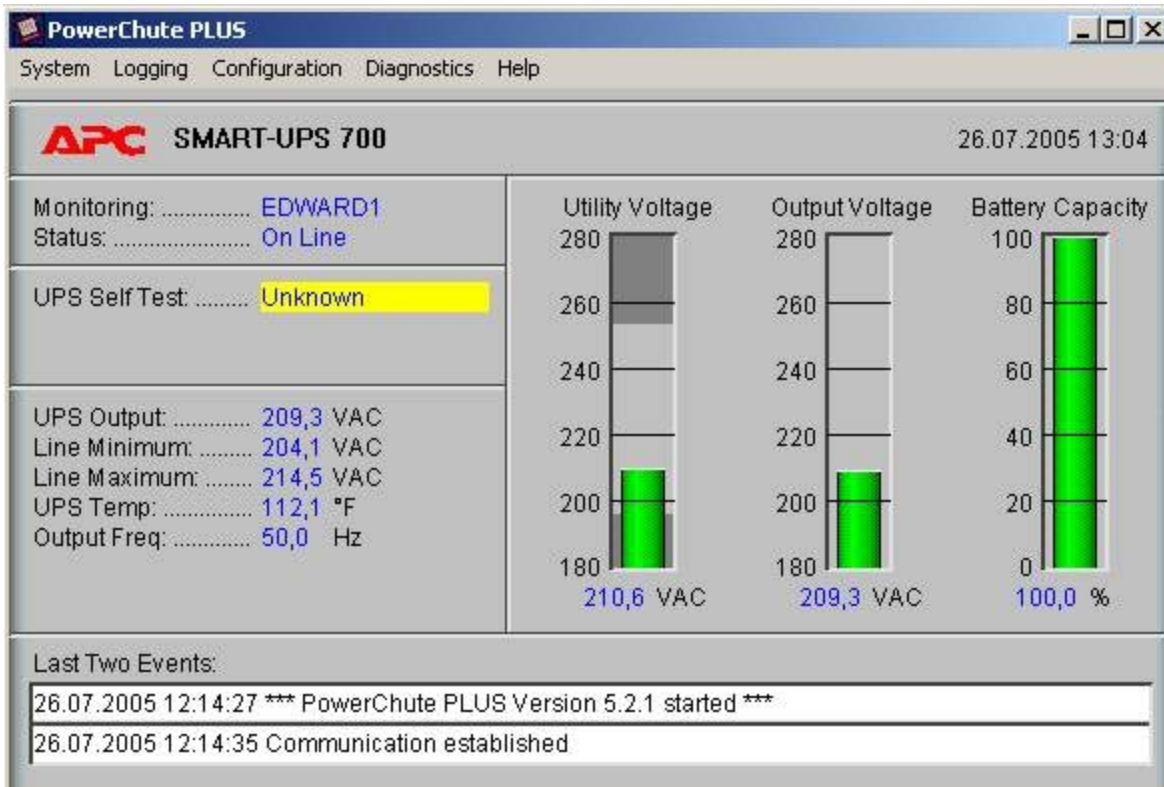 PowerChute PLUS
System Logging Configuration Diagnostics Help
APC SMART-UPS 700 26.07.2005 13:04
Monitoring: .............. EDWARD1
Status: ....................... On Line
UPS Self Test: ......... Unknown
UPS Output: ............. 209,3 VAC
Line Minimum: ......... 204,1 VAC
Line Maximum: ........ 214,5 VAC
UPS Temp: ............... 112,1 °F
Output Freq: ............. 50,0 Hz
Utility Voltage Output Voltage Battery Capacity
280 280 100
260 260 80
240 240 60
220 220 40
200 200 20
180 180 0
210,6 VAC 209,3 VAC 100,0 %
Last Two Events:
26.07.2005 12:14:27 *** PowerChute PLUS Version 5.2.1 started ***
26.07.2005 12:14:35 Communication established